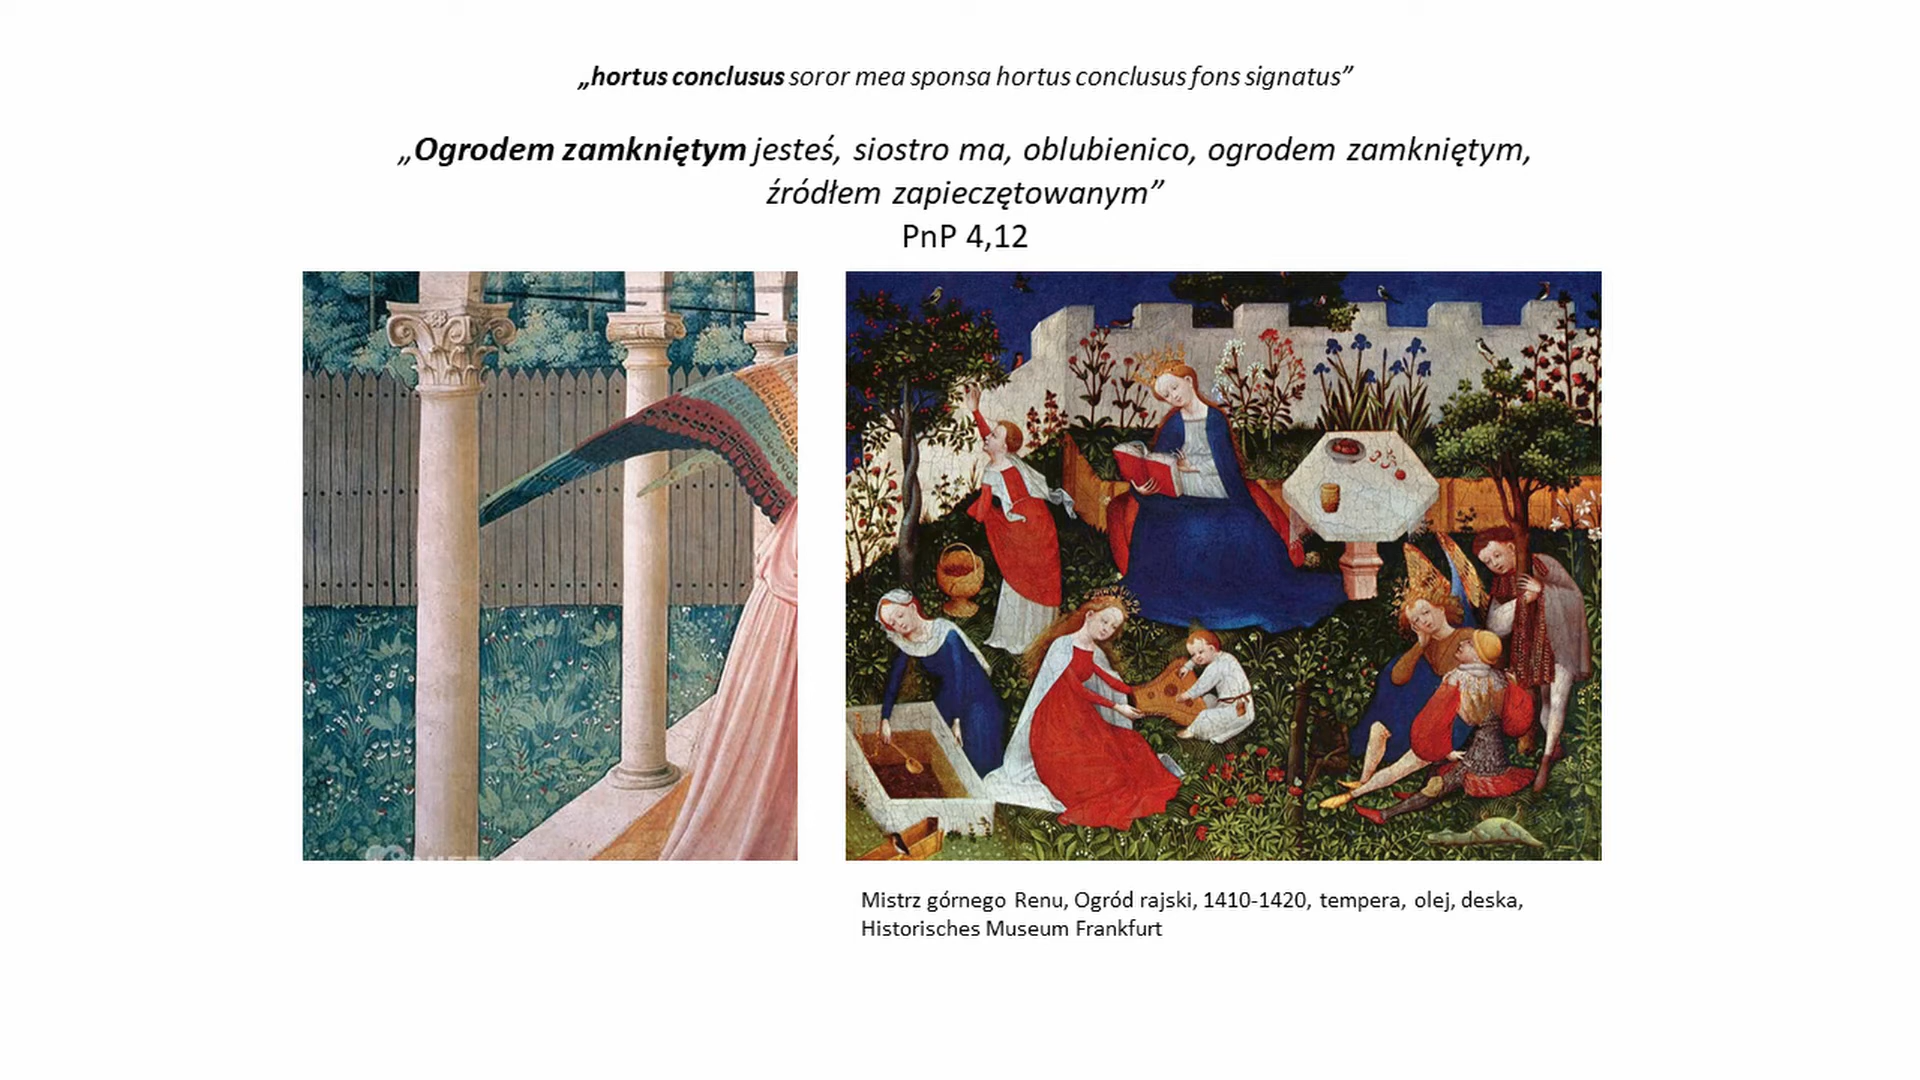 „hortus conclusus soror mea sponsa hortus conclusus fons signatus”
„Ogrodem zamkniętym jesteś, siostro ma, oblubienico, ogrodem zamkniętym,
źródłem zapieczętowanym”
PnP 4,12
Mistrz górnego Renu, Ogród rajski, 1410-1420, tempera, olej, deska,
Historisches Museum Frankfurt